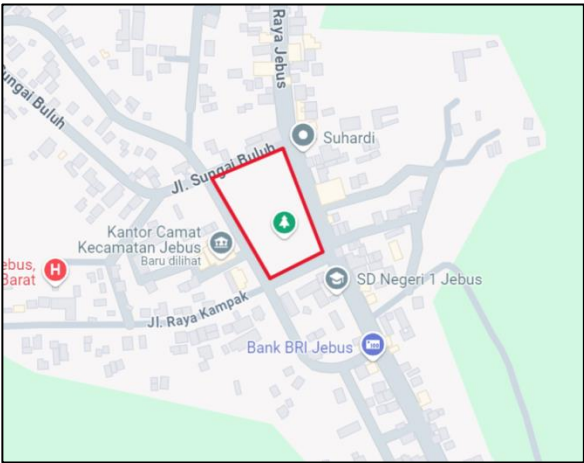 Raya Jebus
ungai Buluh
Suhardi
Jl. Sungai Buluh
Kantor Camat
Kecamatan Jebus
Baru dilihat
ebus,
Barat
H
SD Negeri 1 Jebus
Jl. Raya Kampak
Bank BRI Jebus